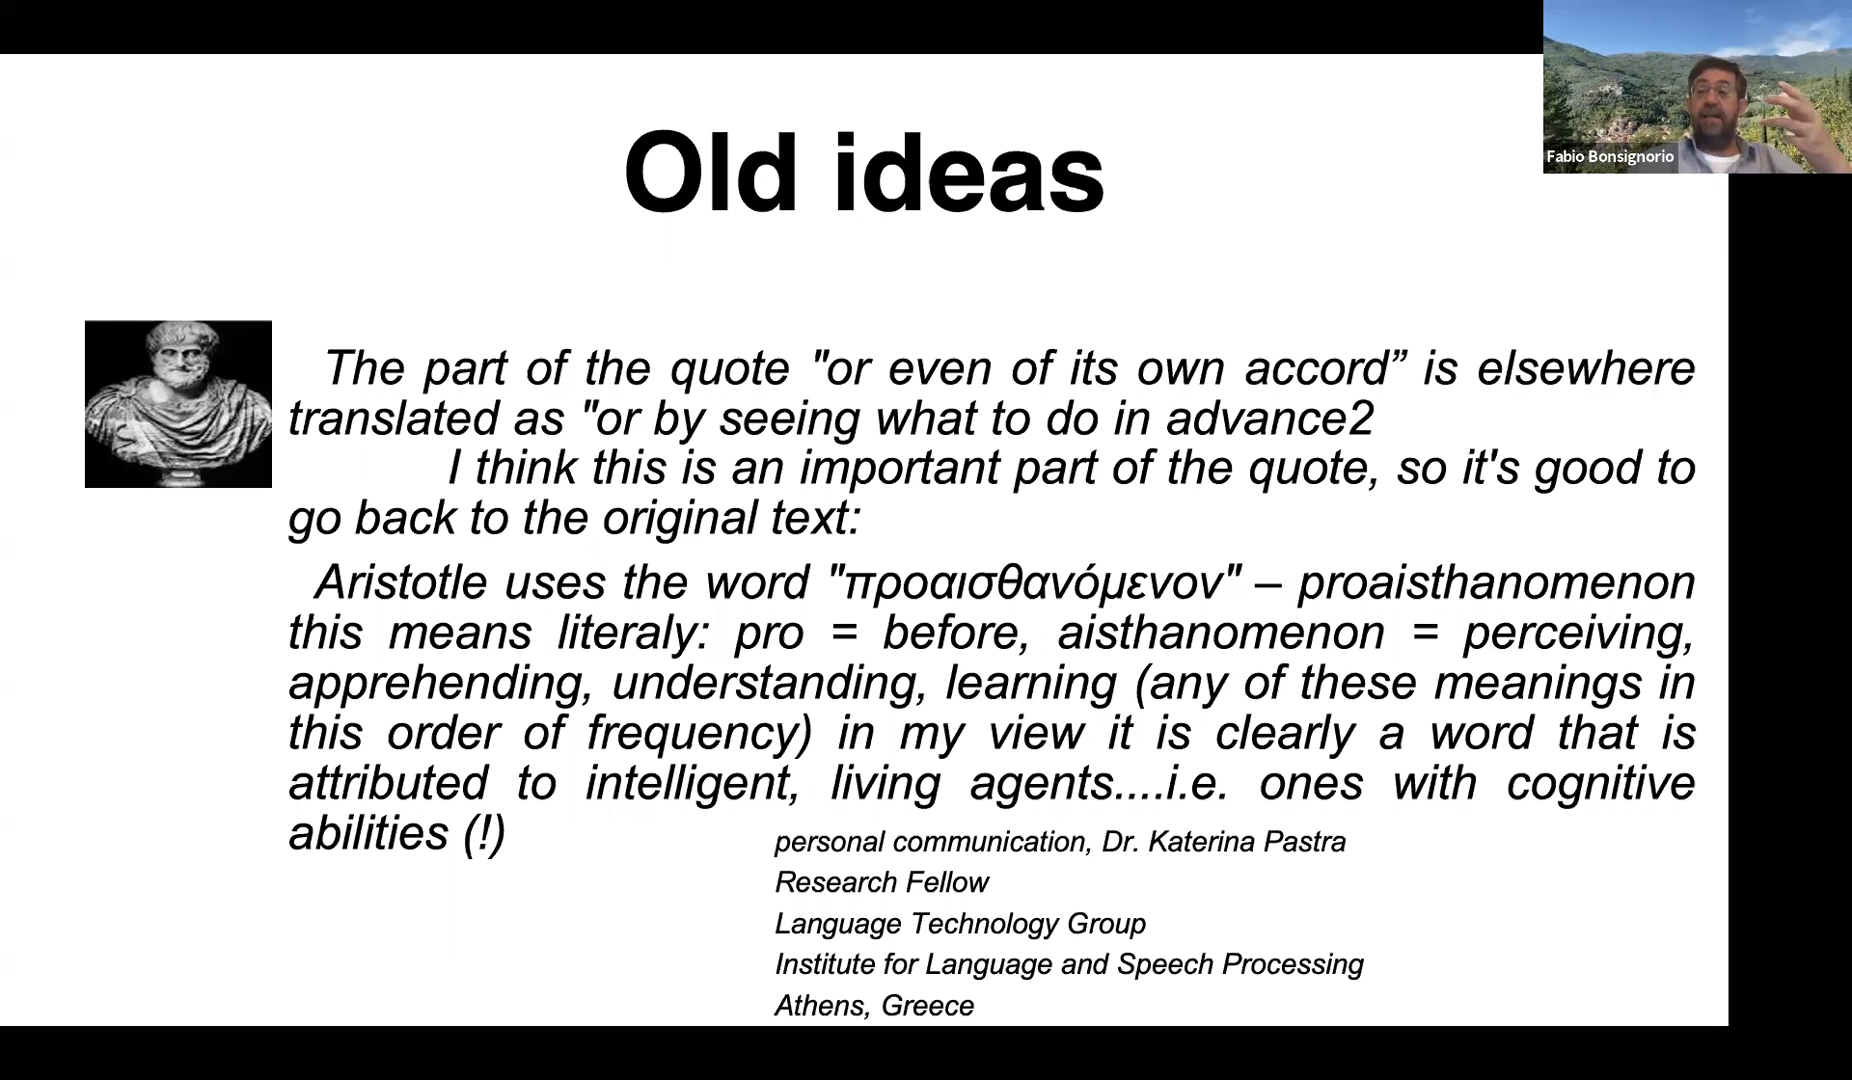 Old ideas
Fabio Bonsignorio
The part of the quote "or even of its own accord” is elsewhere
translated as "or by seeing what to do in advance2
I think this is an important part of the quote, so it's good to
go back to the original text:
Aristotle uses the word "προαισθανόμενον" – proaisthanomenon
this means literaly: pro = before, aisthanomenon = perceiving,
apprehending, understanding, learning (any of these meanings in
this order of frequency) in my view it is clearly a word that is
attributed to intelligent, living agents....i.e. ones with cognitive
abilities (!)
personal communication, Dr. Katerina Pastra
Research Fellow
Language Technology Group
Institute for Language and Speech Processing
Athens, Greece